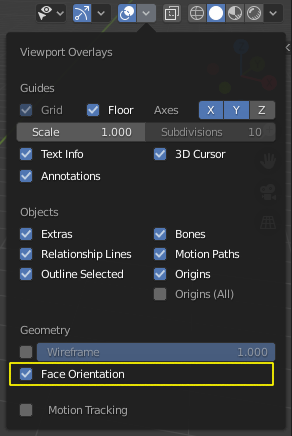 Viewport Overlays
Guides
Grid Floor Axes X Y Z
Scale 1.000 Subdivisions 10
Text Info 3D Cursor
Annotations
Objects
Extras Bones
Relationship Lines Motion Paths
Outline Selected Origins
Origins (All)
Geometry
Wireframe 1.000
Face Orientation
Motion Tracking